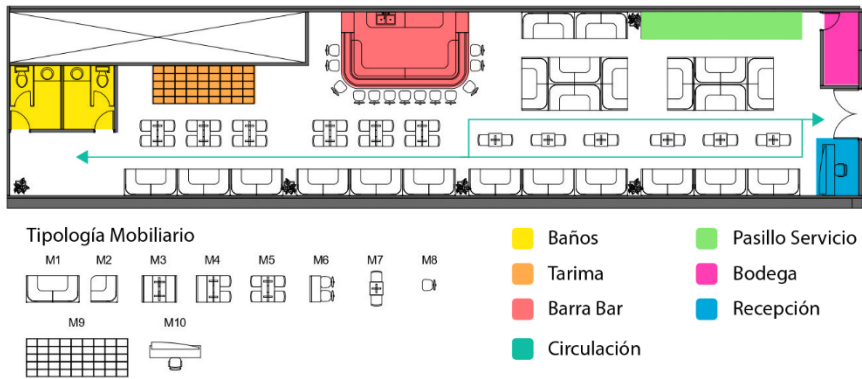 Tipología Mobiliario
M1 M2 M3 M4 M5 M6 M7 M8
M9 M10
Baños
Tarima
Barra Bar
Circulación
Pasillo Servicio
Bodega
Recepción